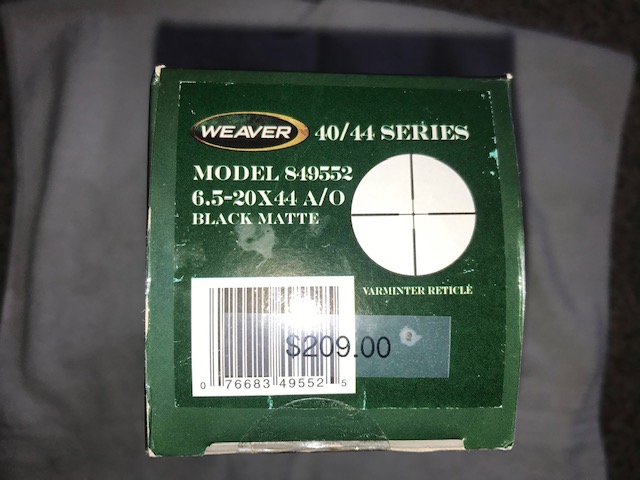 WEAVER 40/44 SERIES
MODEL 849552
6.5-20X44 A/O
BLACK MATTE
VARMINTER RETICLE
$209.00
0 76683 49552 5